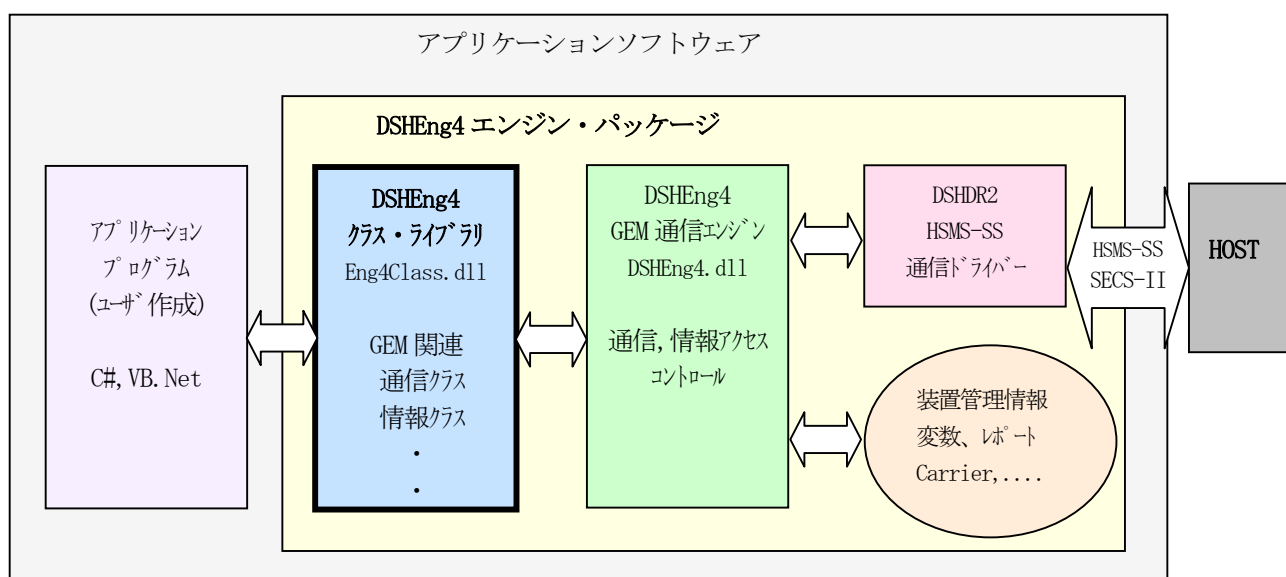 アプリケーションソフトウェア
DSHEng4 エンジン・パッケージ
アプリケーション
プログラム
(ユーザ作成)
C#,VB.Net
DSHEng4
クラス・ライブラリ
Eng4Class.dll
GEM 関連
通信クラス
情報クラス
・
・
DSHEng4
GEM 通信エンジン
DSHEng4.dll
通信,情報アクセス
コントロール
DSHDR2
HSMS-SS
通信ドライバー
装置管理情報
変数、レポート
Carrier,....
HSMS-SS
SECS-II
HOST